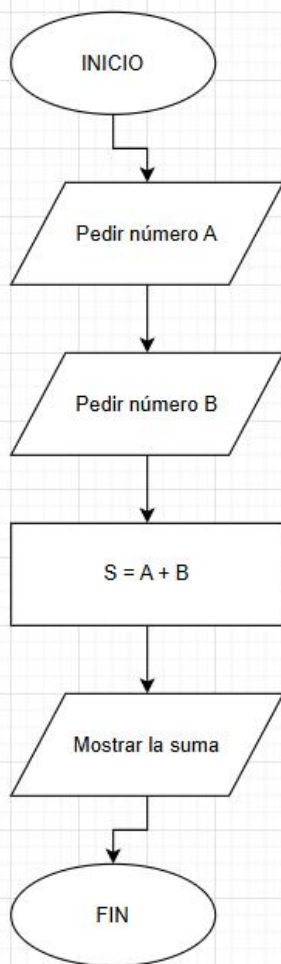 INICIO
Pedir número A
Pedir número B
S = A + B
Mostrar la suma
FIN